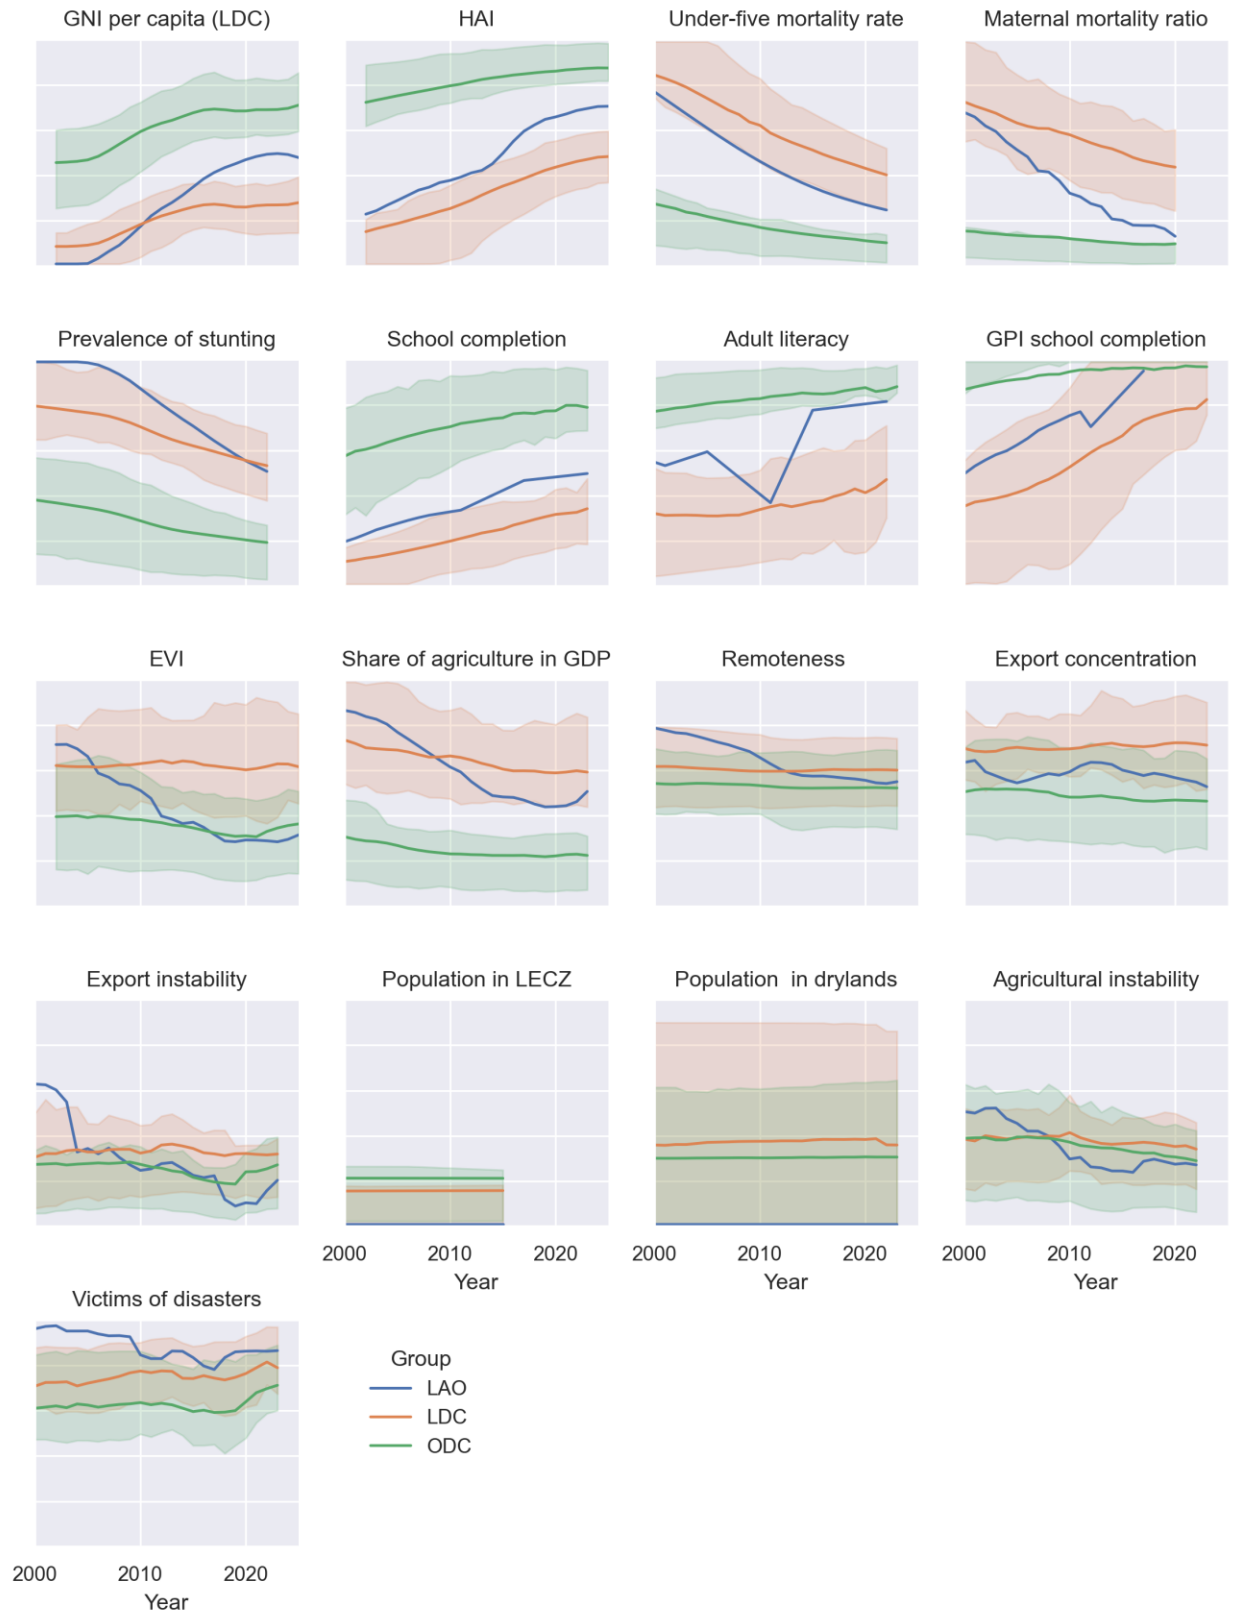 GNI per capita (LDC)
HAI
Under-five mortality rate
Maternal mortality ratio
Prevalence of stunting
School completion
Adult literacy
GPI school completion
EVI
Share of agriculture in GDP
Remoteness
Export concentration
Export instability
Population in LECZ
Population  in drylands
Agricultural instability
2000 2010 2020
Year
2000 2010 2020
Year
2000 2010 2020
Year
Victims of disasters
2000 2010 2020
Year
Group
LAO
LDC
ODC